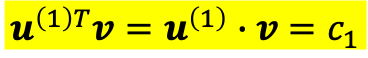 𝒖⁽¹⁾ᵀ𝒗 = 𝒖⁽¹⁾ · 𝒗 = 𝑐₁